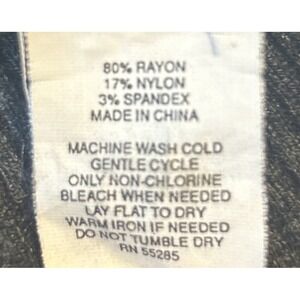 80% RAYON
17% NYLON
3% SPANDEX
MADE IN CHINA
MACHINE WASH COLD
GENTLE CYCLE
ONLY NON-CHLORINE
BLEACH WHEN NEEDED
LAY FLAT TO DRY
WARM IRON IF NEEDED
DO NOT TUMBLE DRY
RN 55285